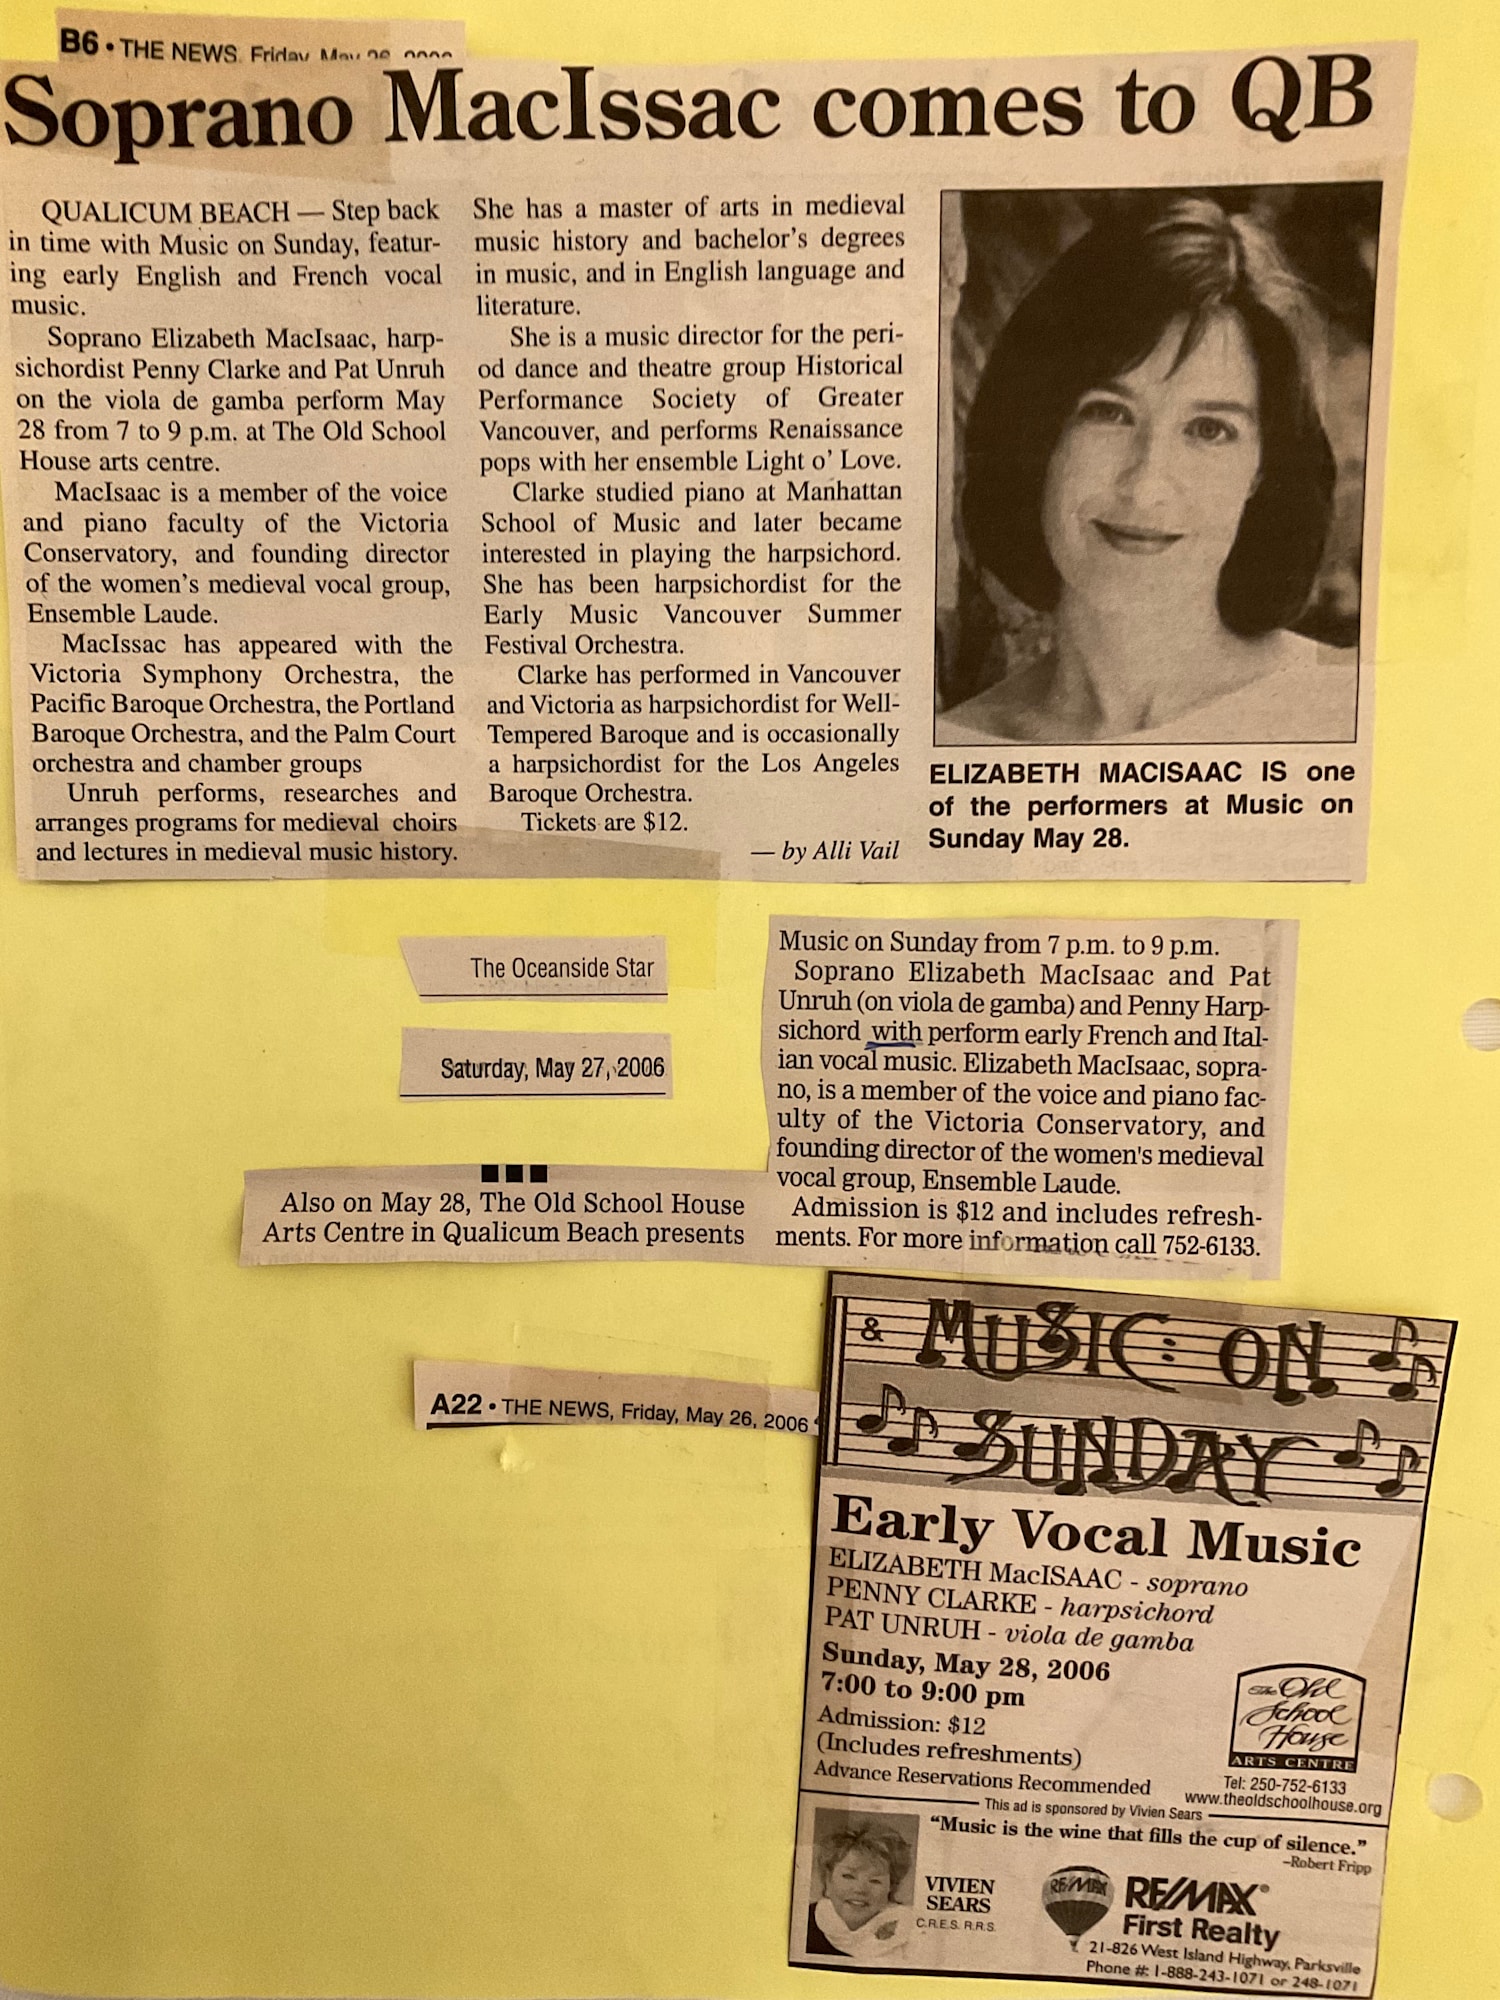 B6 • THE NEWS, Friday, May 26, 2006
Soprano MacIssac comes to QB
QUALICUM BEACH — Step back
in time with Music on Sunday, featur-
ing early English and French vocal
music.
Soprano Elizabeth MacIsaac, harp-
sichordist Penny Clarke and Pat Unruh
on the viola de gamba perform May
28 from 7 to 9 p.m. at The Old School
House arts centre.
MacIsaac is a member of the voice
and piano faculty of the Victoria
Conservatory, and founding director
of the women's medieval vocal group,
Ensemble Laude.
MacIssac has appeared with the
Victoria Symphony Orchestra, the
Pacific Baroque Orchestra, the Portland
Baroque Orchestra, and the Palm Court
orchestra and chamber groups
Unruh performs, researches and
arranges programs for medieval choirs
and lectures in medieval music history.
She has a master of arts in medieval
music history and bachelor's degrees
in music, and in English language and
literature.
She is a music director for the peri-
od dance and theatre group Historical
Performance Society of Greater
Vancouver, and performs Renaissance
pops with her ensemble Light o' Love.
Clarke studied piano at Manhattan
School of Music and later became
interested in playing the harpsichord.
She has been harpsichordist for the
Early Music Vancouver Summer
Festival Orchestra.
Clarke has performed in Vancouver
and Victoria as harpsichordist for Well-
Tempered Baroque and is occasionally
a harpsichordist for the Los Angeles
Baroque Orchestra.
Tickets are $12.
— by Alli Vail
ELIZABETH MACISAAC IS one
of the performers at Music on
Sunday May 28.
The Oceanside Star
Saturday, May 27, 2006
Also on May 28, The Old School House
Arts Centre in Qualicum Beach presents
Music on Sunday from 7 p.m. to 9 p.m.
Soprano Elizabeth MacIsaac and Pat
Unruh (on viola de gamba) and Penny Harp-
sichord with perform early French and Ital-
ian vocal music. Elizabeth MacIsaac, sopra-
no, is a member of the voice and piano fac-
ulty of the Victoria Conservatory, and
founding director of the women's medieval
vocal group, Ensemble Laude.
Admission is $12 and includes refresh-
ments. For more information call 752-6133.
A22 • THE NEWS, Friday, May 26, 2006
& MUSIC ON
SUNDAY
Early Vocal Music
ELIZABETH MacISAAC - soprano
PENNY CLARKE - harpsichord
PAT UNRUH - viola de gamba
Sunday, May 28, 2006
7:00 to 9:00 pm
Admission: $12
(Includes refreshments)
Advance Reservations Recommended
The Old
School
House
ARTS CENTRE
Tel: 250-752-6133
www.theoldschoolhouse.org
This ad is sponsored by Vivien Sears
"Music is the wine that fills the cup of silence."
–Robert Fripp
VIVIEN
SEARS
C.R.E.S. R.R.S.
RE/MAX
RE/MAX®
First Realty
21-826 West Island Highway, Parksville
Phone #: 1-888-243-1071 or 248-1071